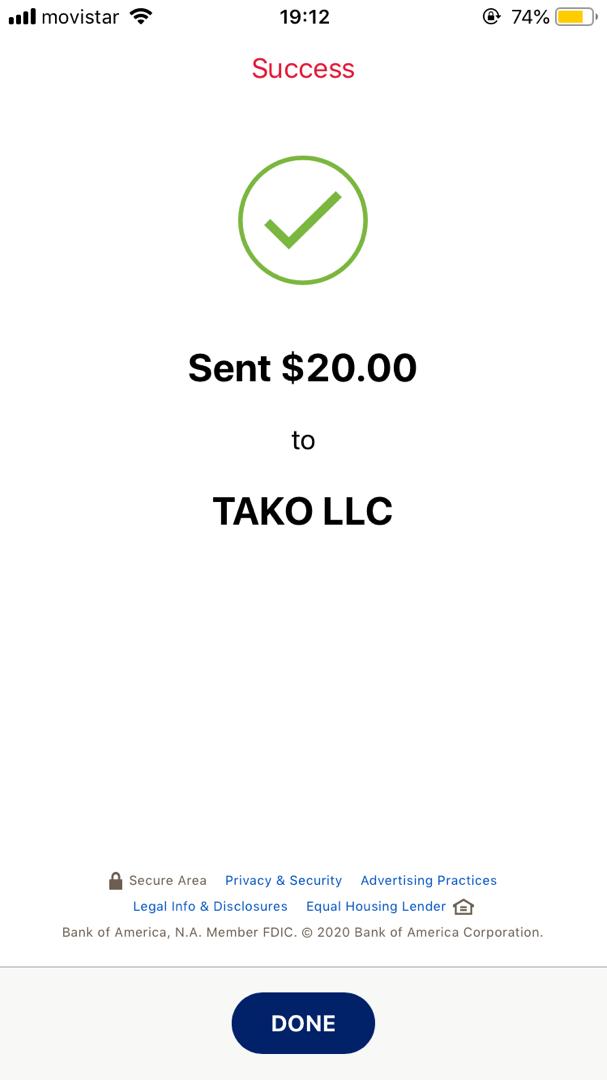 movistar 19:12 74%
Success
Sent $20.00
to
TAKO LLC
Secure Area Privacy & Security Advertising Practices
Legal Info & Disclosures Equal Housing Lender
Bank of America, N.A. Member FDIC. © 2020 Bank of America Corporation.
DONE